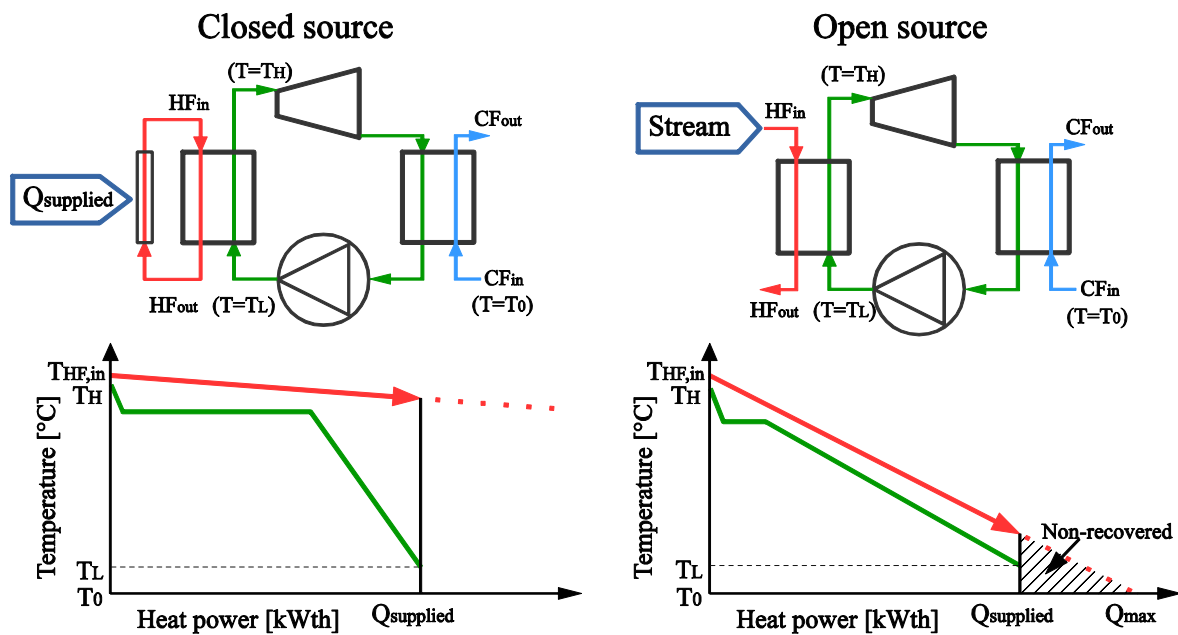 Closed source
(T=TH)
HFin
CFout
Qsupplied
HFout
(T=TL)
CFin
(T=T0)
Open source
(T=TH)
HFin
Stream
CFout
HFout
(T=TL)
CFin
(T=T0)
THF,in
TH
Temperature [°C]
TL
T0
Heat power [kWth]
Qsupplied
THF,in
TH
Temperature [°C]
Non-recovered
TL
T0
Heat power [kWth]
Qsupplied
Qmax